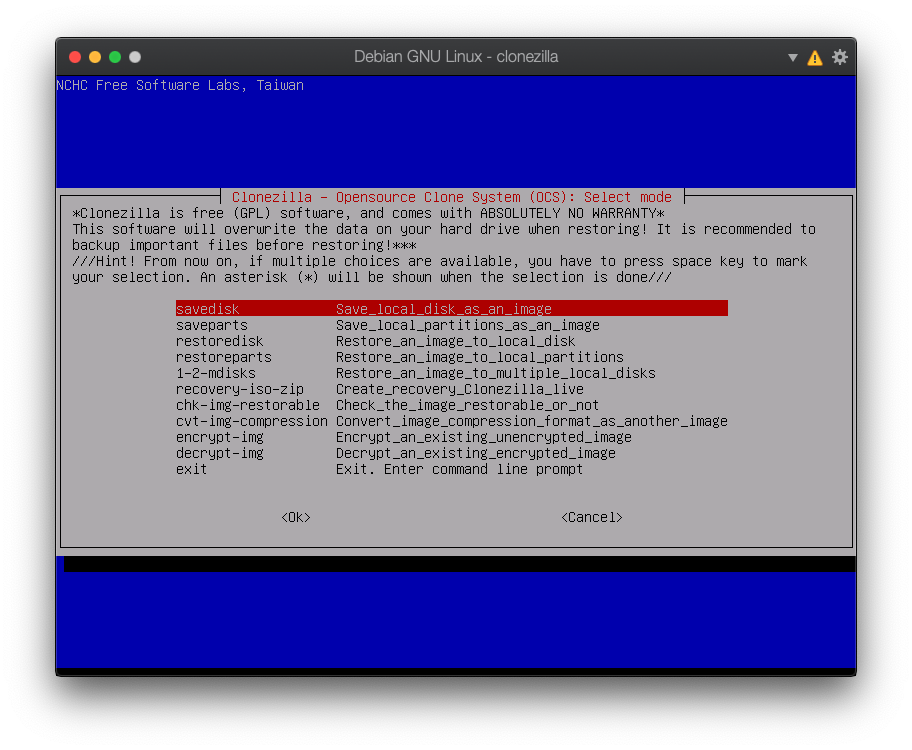 Debian GNU Linux - clonezilla
NCHC Free Software Labs, Taiwan
Clonezilla - Opensource Clone System (OCS): Select mode
*Clonezilla is free (GPL) software, and comes with ABSOLUTELY NO WARRANTY*
This software will overwrite the data on your hard drive when restoring! It is recommended to
backup important files before restoring!***
///Hint! From now on, if multiple choices are available, you have to press space key to mark
your selection. An asterisk (*) will be shown when the selection is done///
savedisk Save_local_disk_as_an_image
saveparts Save_local_partitions_as_an_image
restoredisk Restore_an_image_to_local_disk
restoreparts Restore_an_image_to_local_partitions
1-2-mdisks Restore_an_image_to_multiple_local_disks
recovery-iso-zip Create_recovery_Clonezilla_live
chk-img-restorable Check_the_image_restorable_or_not
cvt-img-compression Convert_image_compression_format_as_another_image
encrypt-img Encrypt_an_existing_unencrypted_image
decrypt-img Decrypt_an_existing_encrypted_image
exit Exit. Enter command line prompt
<Ok> <Cancel>